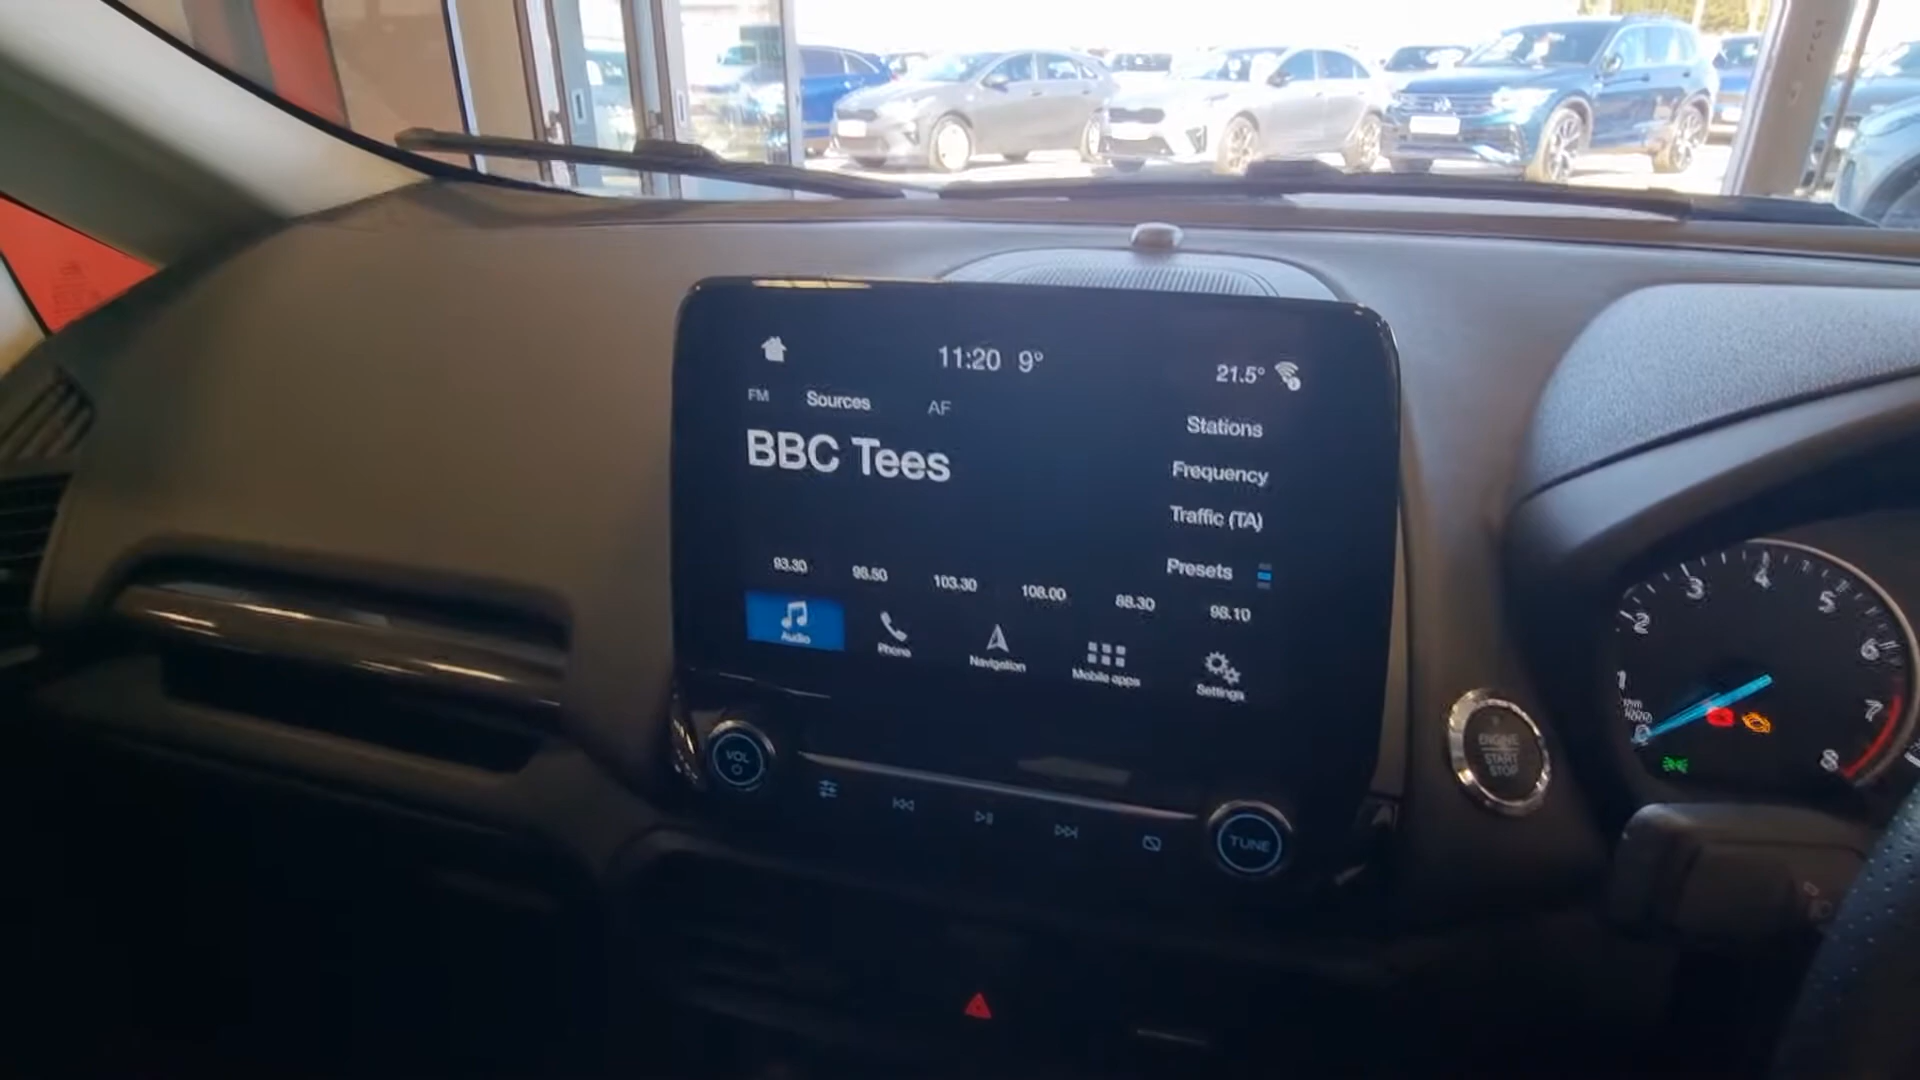 11:20 9°
21.5°
FM Sources AF
BBC Tees
Stations
Frequency
Traffic (TA)
Presets
93.30 98.50 103.30 108.00 88.30 98.10
Audio Phone Navigation Mobile apps Settings
VOL
TUNE
ENGINE
START
STOP
0 1 2 3 4 5 6 7 8